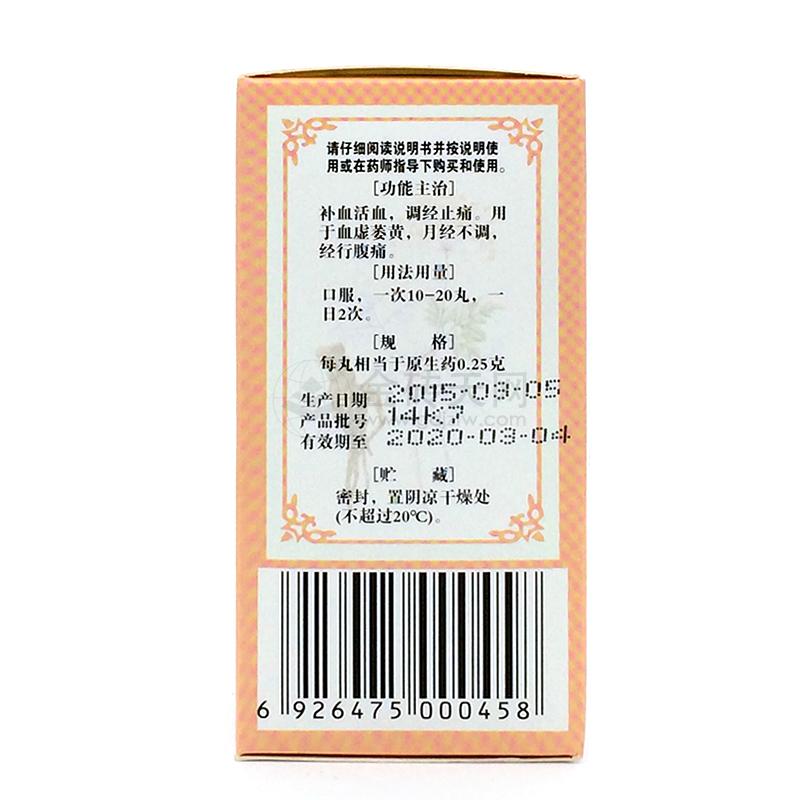 请仔细阅读说明书并按说明使
用或在药师指导下购买和使用。
[功能主治]
补血活血，调经止痛。用
于血虚萎黄，月经不调，
经行腹痛。
[用法用量]
口服，一次10-20丸，一
日2次。
[规 格]
每丸相当于原生药0.25克
生产日期 2015-03-05
产品批号 14K7
有效期至 2020-03-04
[贮 藏]
密封，置阴凉干燥处
(不超过20℃)。
6 926475 000458